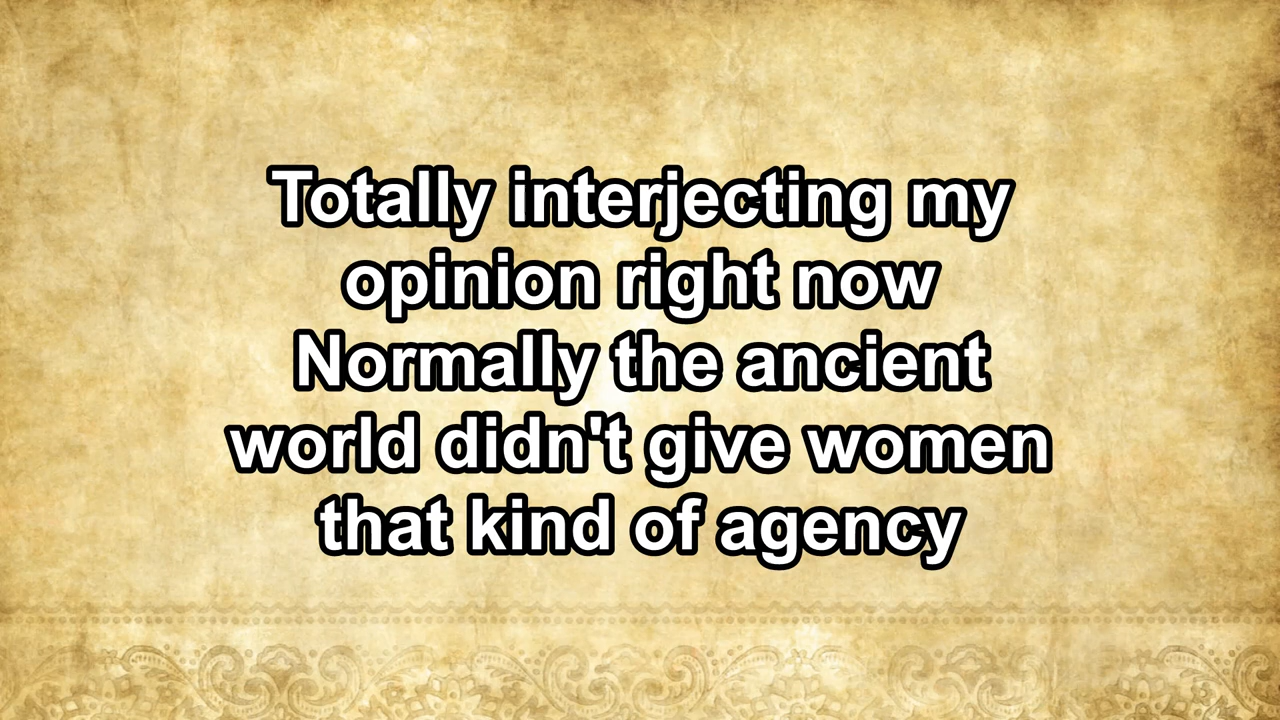 Totally interjecting my
opinion right now
Normally the ancient
world didn't give women
that kind of agency